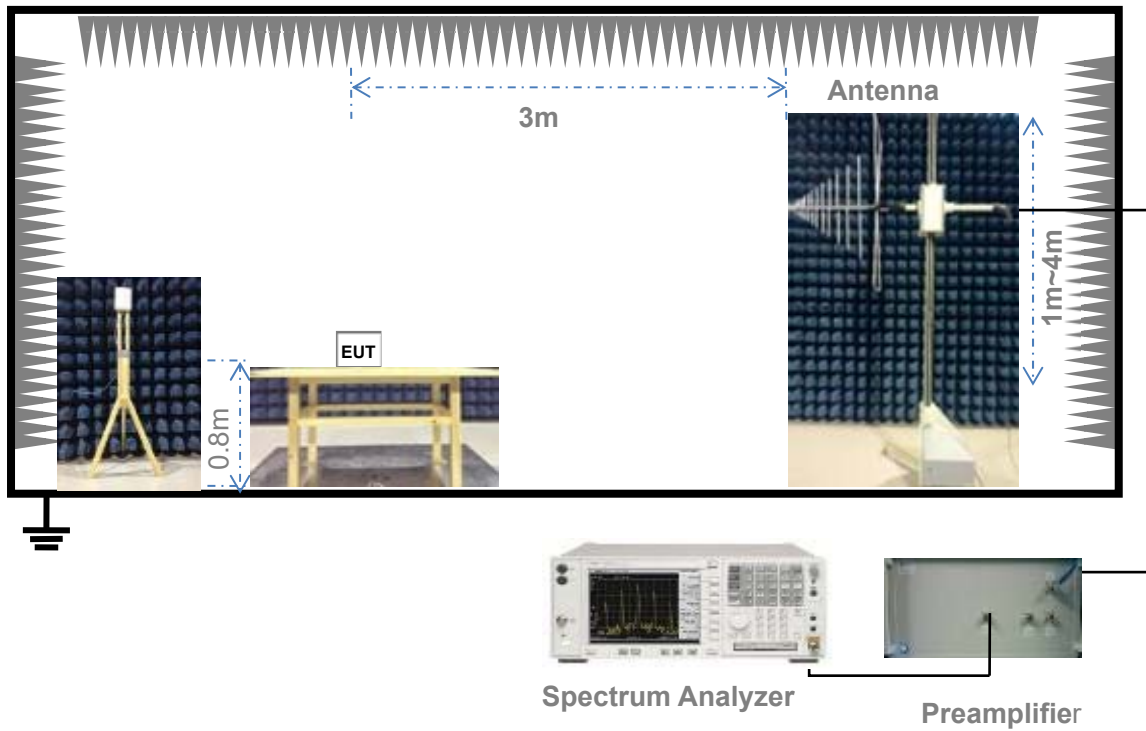 Antenna
3m
1m~4m
EUT
0.8m
Spectrum Analyzer
Preamplifier